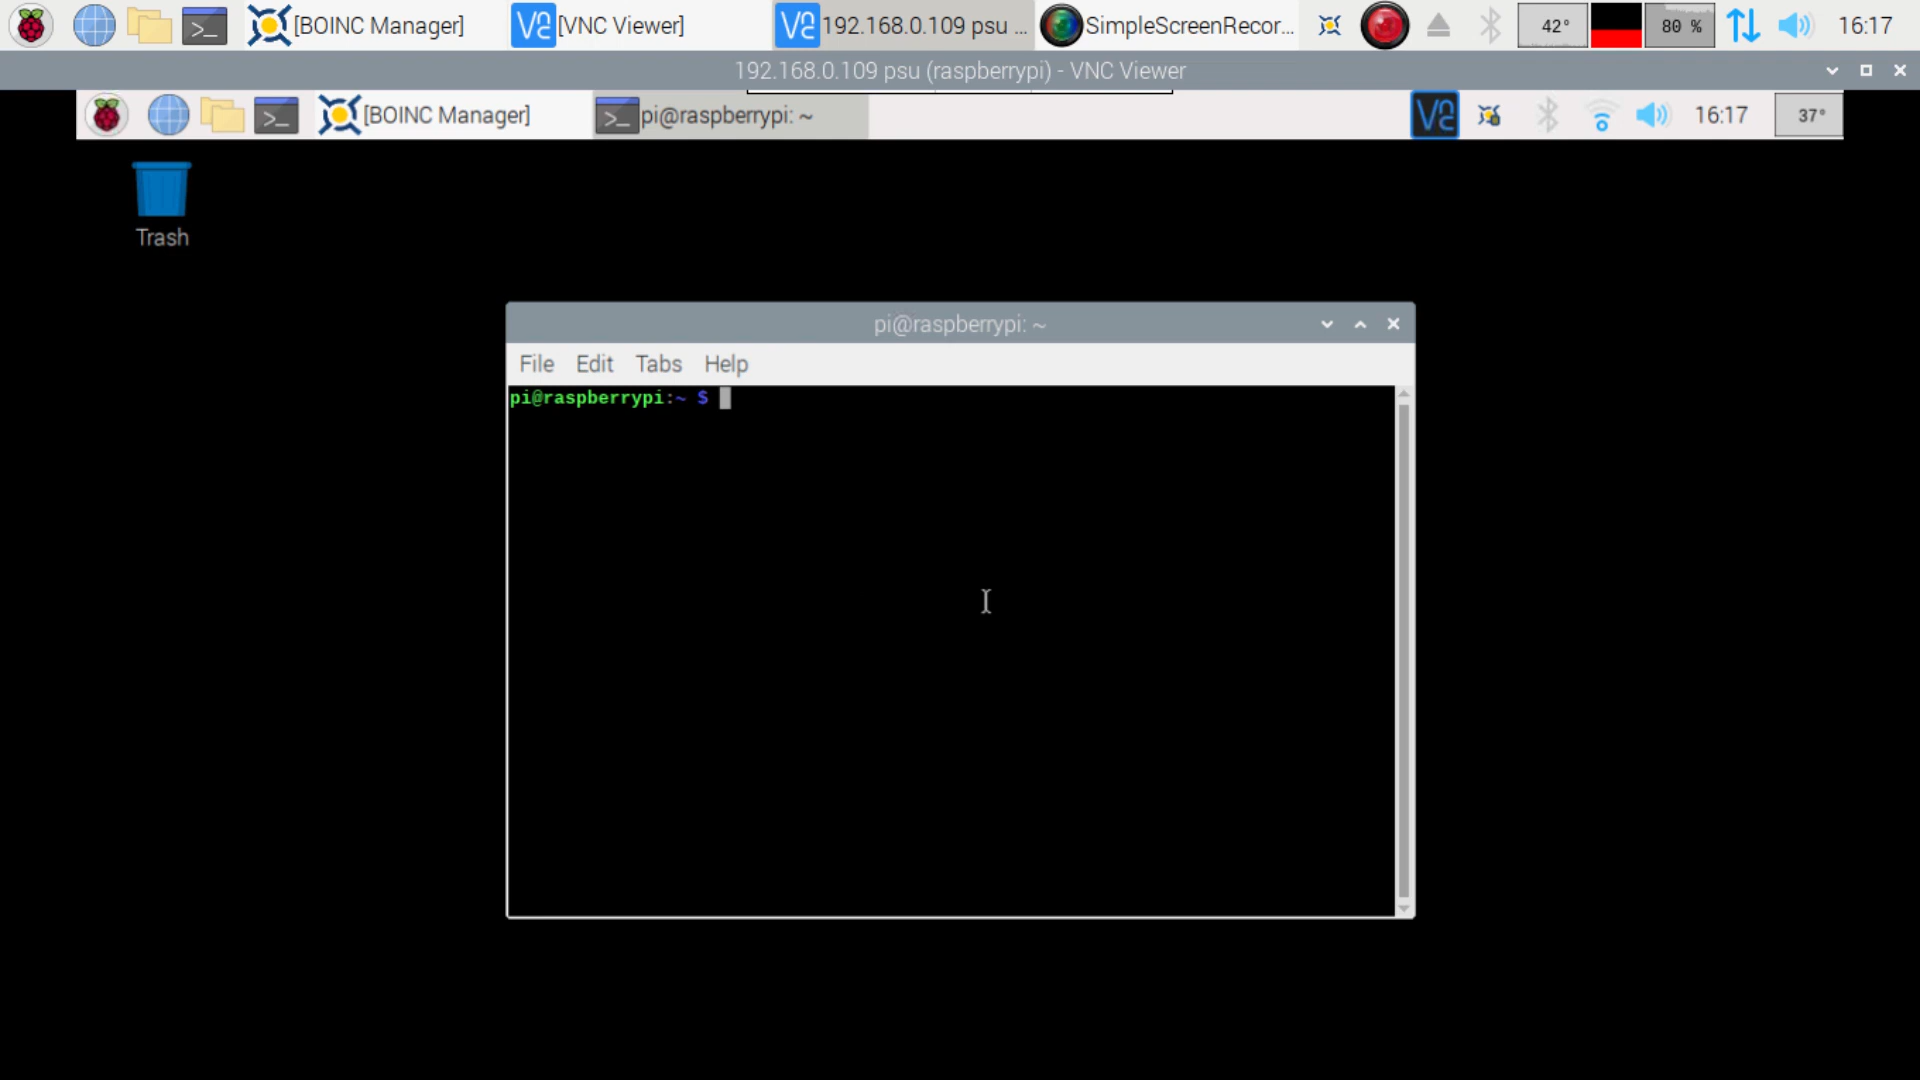 [BOINC Manager] [VNC Viewer] 192.168.0.109 psu ... SimpleScreenRecor... 42° 80 % 16:17
192.168.0.109 psu (raspberrypi) - VNC Viewer
[BOINC Manager] pi@raspberrypi: ~ 16:17 37°
Trash
pi@raspberrypi: ~
File Edit Tabs Help
pi@raspberrypi:~ $